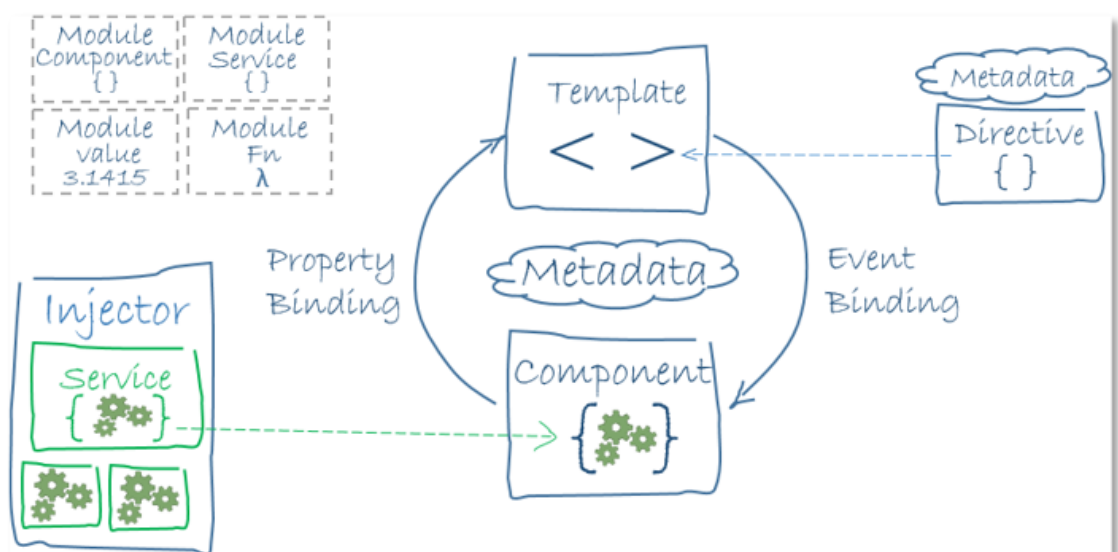 Module
Component
{ }
Module
Service
{ }
Module
value
3.1415
Module
Fn
λ
Template
< >
Metadata
Directive
{ }
Property
Binding
Metadata
Event
Binding
Injector
Service
{ }
Component
{ }